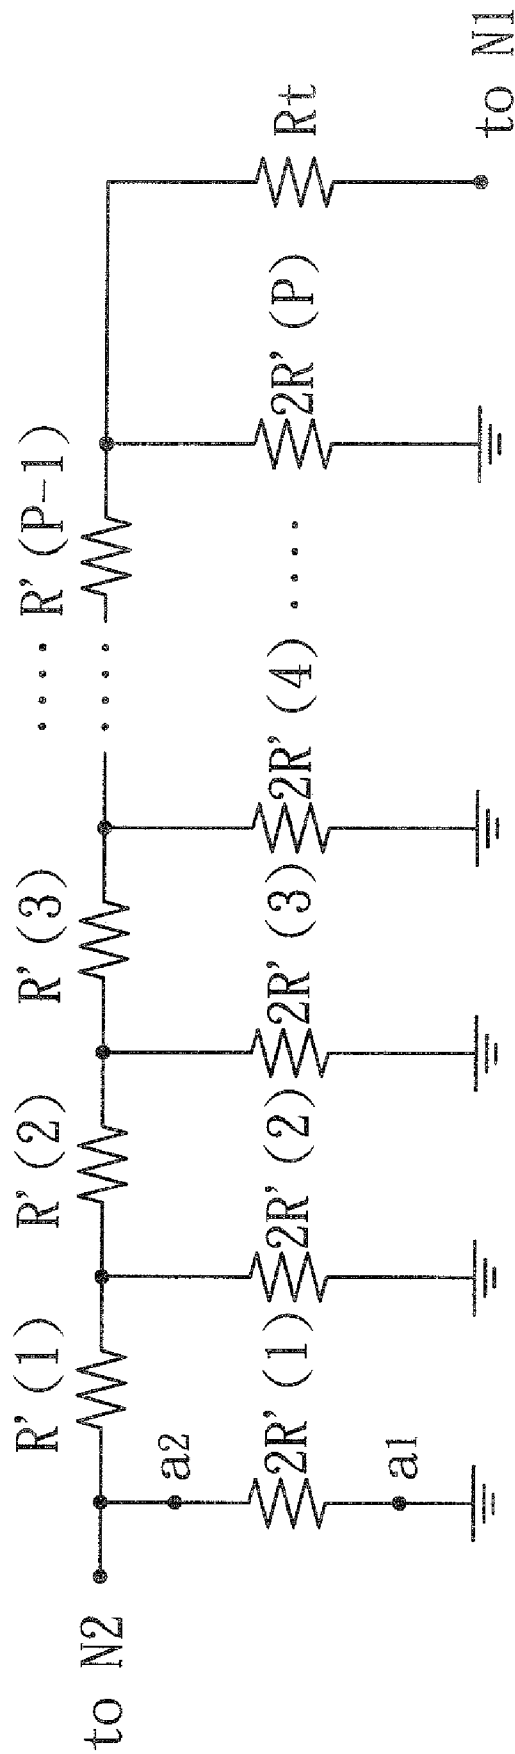 to N2
R' (1)
R' (2)
R' (3)
....
R' (P-1)
....
a2
2R' (1)
2R' (2)
2R' (3)
2R' (4)
....
2R' (P)
Rt
a1
to N1